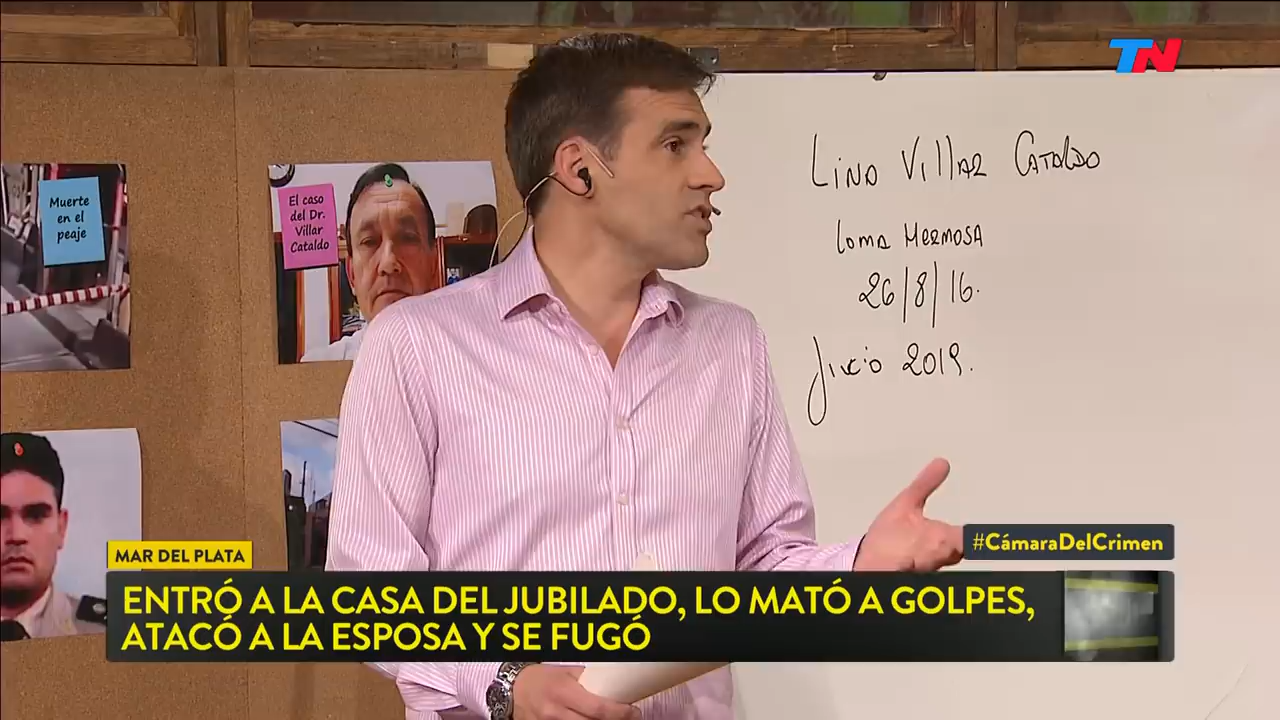 TN
Muerte
en el
peaje
El caso
del Dr.
Villar
Cataldo
LINO VILLAR CATALDO
LOMA HERMOSA
26/8/16.
JUICIO 2019.
#CámaraDelCrimen
MAR DEL PLATA
ENTRÓ A LA CASA DEL JUBILADO, LO MATÓ A GOLPES,
ATACÓ A LA ESPOSA Y SE FUGÓ